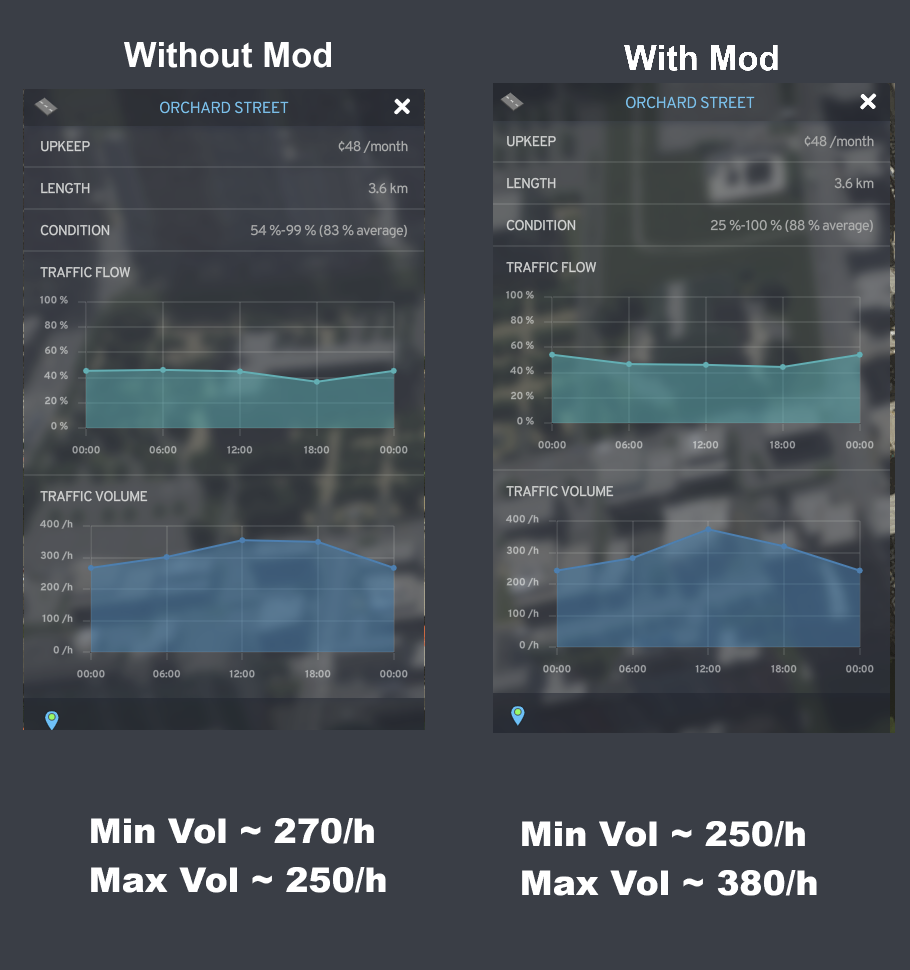 Without Mod
ORCHARD STREET
UPKEEP ¢48 /month
LENGTH 3.6 km
CONDITION 54 %-99 % (83 % average)
TRAFFIC FLOW
100 %
80 %
60 %
40 %
20 %
0 %
00:00 06:00 12:00 18:00 00:00
TRAFFIC VOLUME
400 /h
300 /h
200 /h
100 /h
0 /h
00:00 06:00 12:00 18:00 00:00
Min Vol ~ 270/h
Max Vol ~ 250/h
With Mod
ORCHARD STREET
UPKEEP ¢48 /month
LENGTH 3.6 km
CONDITION 25 %-100 % (88 % average)
TRAFFIC FLOW
100 %
80 %
60 %
40 %
20 %
0 %
00:00 06:00 12:00 18:00 00:00
TRAFFIC VOLUME
400 /h
300 /h
200 /h
100 /h
0 /h
00:00 06:00 12:00 18:00 00:00
Min Vol ~ 250/h
Max Vol ~ 380/h